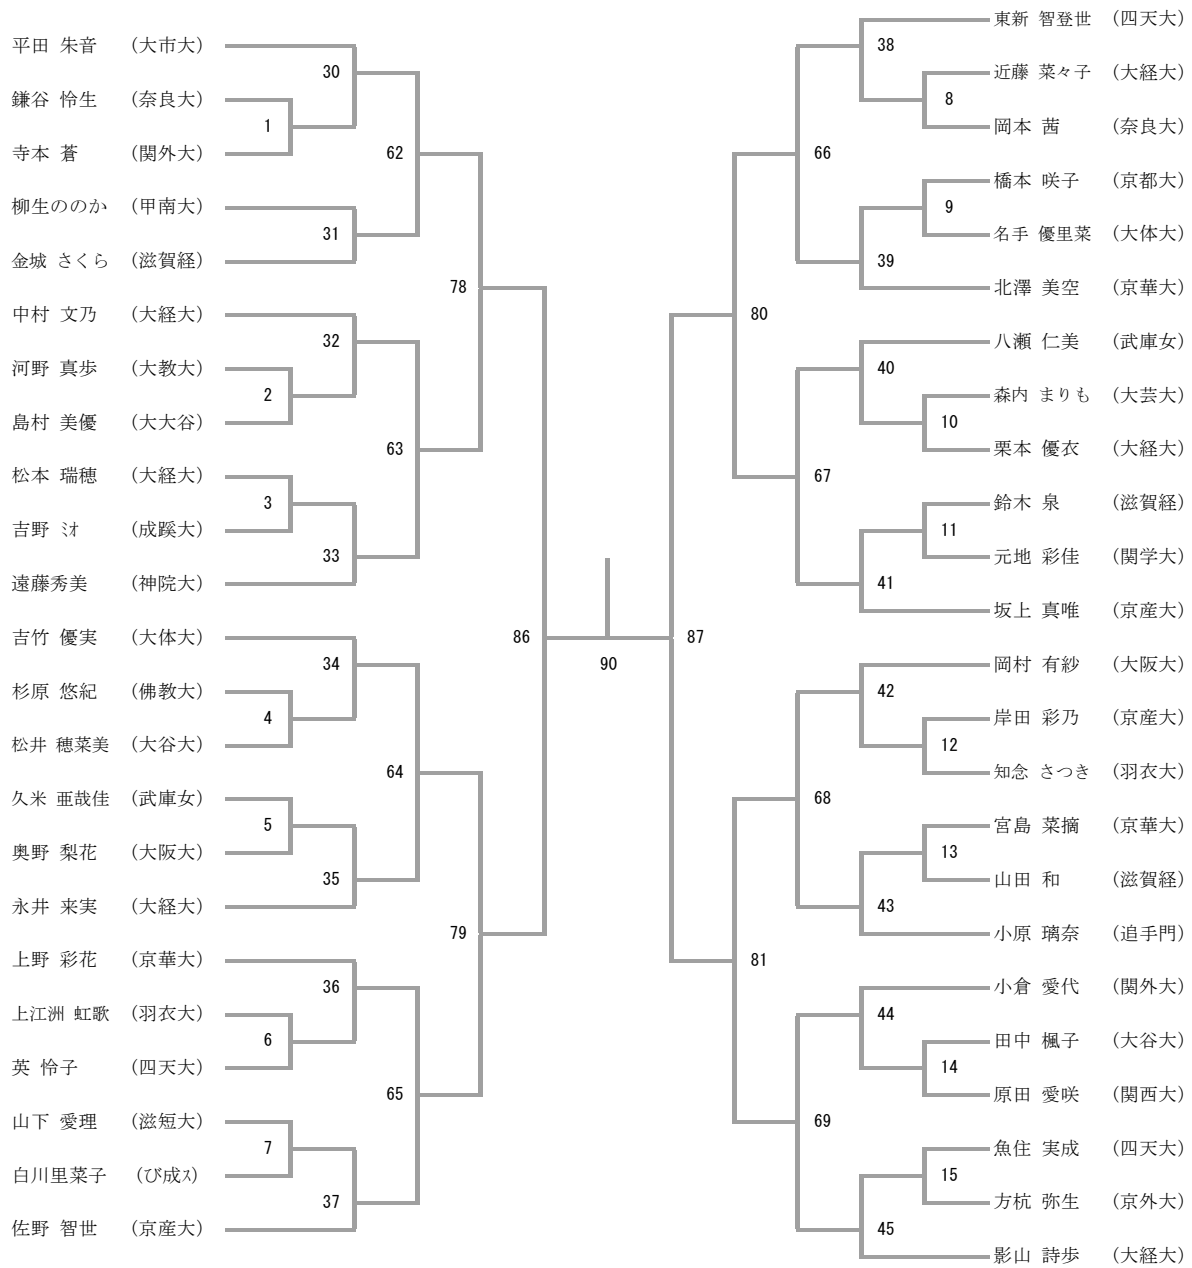 平田 朱音 （大市大）
30
鎌谷 怜生 （奈良大）
1
寺本 蒼 （関外大）
62
柳生ののか （甲南大）
31
金城 さくら （滋賀経）
78
中村 文乃 （大経大）
32
河野 真歩 （大教大）
2
島村 美優 （大大谷）
63
松本 瑞穂 （大経大）
3
吉野 ﾐｵ （成蹊大）
33
遠藤秀美 （神院大）
86
吉竹 優実 （大体大）
34
杉原 悠紀 （佛教大）
4
松井 穂菜美 （大谷大）
64
久米 亜哉佳 （武庫女）
5
奥野 梨花 （大阪大）
35
永井 来実 （大経大）
79
上野 彩花 （京華大）
36
上江洲 虹歌 （羽衣大）
6
英 怜子 （四天大）
65
山下 愛理 （滋短大）
7
白川里菜子 （び成ｽ）
37
佐野 智世 （京産大）
90
東新 智登世 （四天大）
38
近藤 菜々子 （大経大）
8
岡本 茜 （奈良大）
66
橋本 咲子 （京都大）
9
名手 優里菜 （大体大）
39
北澤 美空 （京華大）
80
八瀬 仁美 （武庫女）
40
森内 まりも （大芸大）
10
栗本 優衣 （大経大）
67
鈴木 泉 （滋賀経）
11
元地 彩佳 （関学大）
41
坂上 真唯 （京産大）
87
岡村 有紗 （大阪大）
42
岸田 彩乃 （京産大）
12
知念 さつき （羽衣大）
68
宮島 菜摘 （京華大）
13
山田 和 （滋賀経）
43
小原 璃奈 （追手門）
81
小倉 愛代 （関外大）
44
田中 楓子 （大谷大）
14
原田 愛咲 （関西大）
69
魚住 実成 （四天大）
15
方杭 弥生 （京外大）
45
影山 詩歩 （大経大）